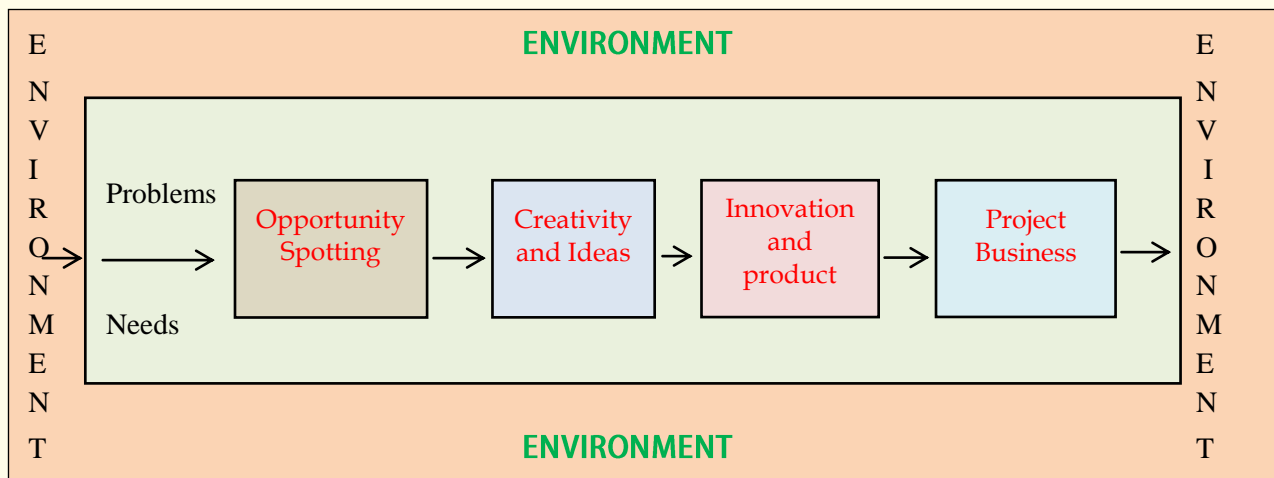 ENVIRONMENT
E
N
V
I
R
O
N
M
E
N
T
Problems
Needs
Opportunity
Spotting
Creativity
and Ideas
Innovation
and
product
Project
Business
E
N
V
I
R
O
N
M
E
N
T
ENVIRONMENT